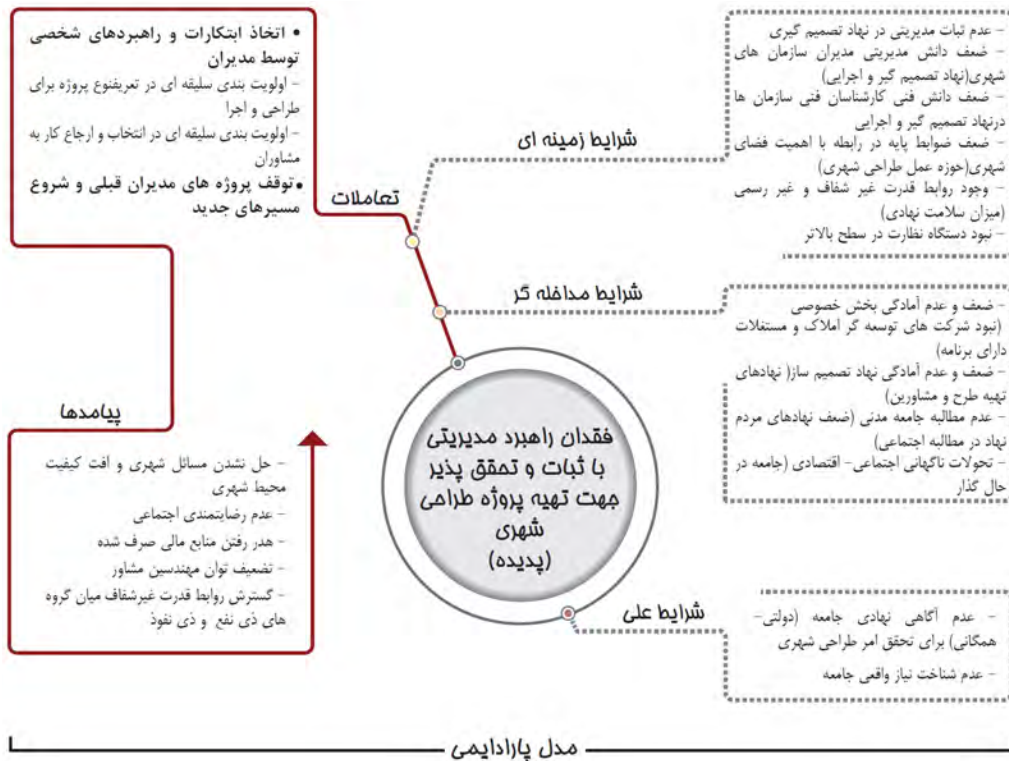 – عدم ثبات مدیریتی در نهاد تصمیم گیری
– ضعف دانش مدیریتی مدیران سازمان های
شهری(نهاد تصمیم گیر و اجرایی)
– ضعف دانش فنی کارشناسان فنی سازمان ها
درنهاد تصمیم گیر و اجرایی
– ضعف ضوابط پایه در رابطه با اهمیت فضای
شهری(حوزه عمل طراحی شهری)
– وجود روابط قدرت غیر شفاف و غیر رسمی
(میزان سلامت نهادی)
– نبود دستگاه نظارت در سطح بالاتر
شرایط زمینه ای
• اتخاذ ابتکارات و راهبردهای شخصی
توسط مدیران
– اولویت بندی سلیقه ای در تعریفنوع پروژه برای
طراحی و اجرا
– اولویت بندی سلیقه ای در انتخاب و ارجاع کار به
مشاوران
•توقف پروژه های مدیران قبلی و شروع
مسیرهای جدید
تعاملات
شرایط مداخله گر
– ضعف و عدم آمادگی بخش خصوصی
(نبود شرکت های توسعه گر املاک و مستغلات
دارای برنامه)
– ضعف و عدم آمادگی نهاد تصمیم ساز( نهادهای
تهیه طرح و مشاورین)
– عدم مطالبه جامعه مدنی (ضعف نهادهای مردم
نهاد در مطالبه اجتماعی)
– تحولات ناگهانی اجتماعی- اقتصادی (جامعه در
حال گذار
فقدان راهبرد مدیریتی
با ثبات و تحقق پذیر
جهت تهیه پروژه طراحی
شهری
(پدیده)
پیامدها
– حل نشدن مسائل شهری و افت کیفیت
محیط شهری
– عدم رضایتمندی اجتماعی
– هدر رفتن منابع مالی صرف شده
– تضعیف توان مهندسین مشاور
– گسترش روابط قدرت غیرشفاف میان گروه
های ذی نفع و ذی نفوذ
شرایط علی
– عدم آگاهی نهادی جامعه (دولتی-
همگانی) برای تحقق امر طراحی شهری
– عدم شناخت نیاز واقعی جامعه
مدل پارادایمی